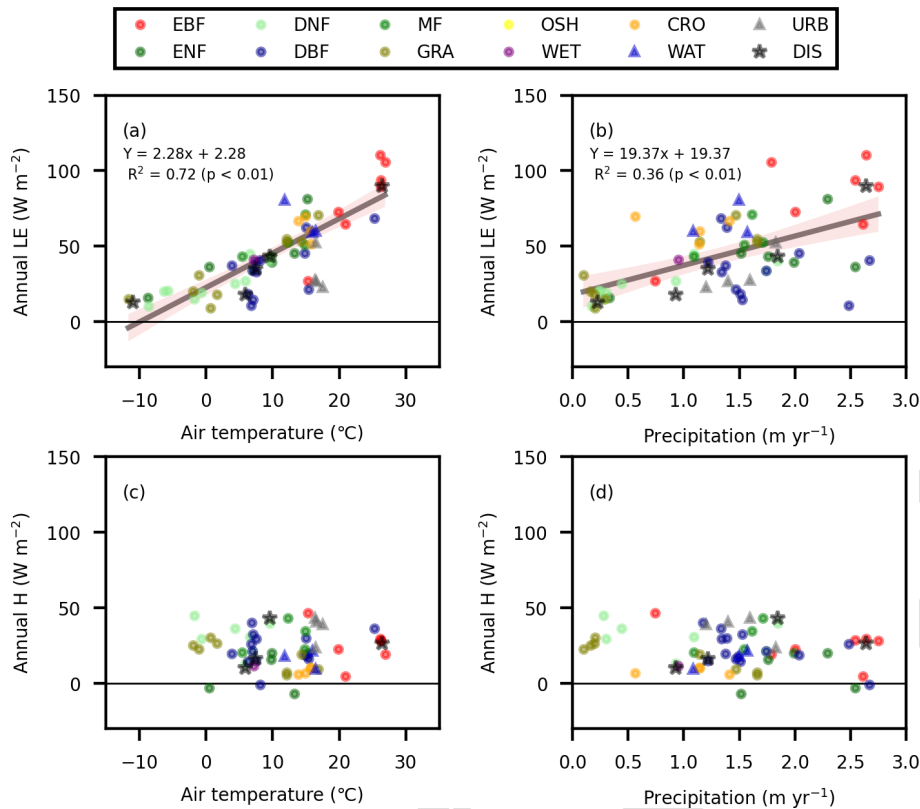 EBF DNF MF OSH CRO URB
ENF DBF GRA WET WAT DIS
150
100
50
0
Annual LE (W m⁻²)
(a)
Y = 2.28x + 2.28
R² = 0.72 (p < 0.01)
−10 0 10 20 30
Air temperature (°C)
150
100
50
0
Annual LE (W m⁻²)
(b)
Y = 19.37x + 19.37
R² = 0.36 (p < 0.01)
0.0 0.5 1.0 1.5 2.0 2.5 3.0
Precipitation (m yr⁻¹)
150
100
50
0
Annual H (W m⁻²)
(c)
−10 0 10 20 30
Air temperature (°C)
150
100
50
0
Annual H (W m⁻²)
(d)
0.0 0.5 1.0 1.5 2.0 2.5 3.0
Precipitation (m yr⁻¹)